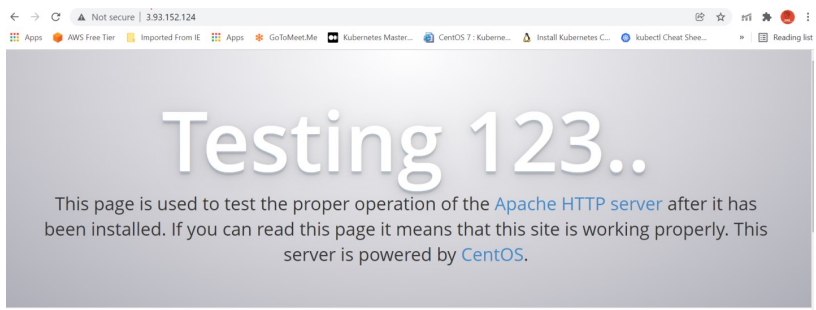 Not secure | 3.93.152.124
Apps AWS Free Tier Imported From IE Apps GoToMeet.Me Kubernetes Master... CentOS 7 : Kuberne... Install Kubernetes C... kubectl Cheat Shee... » Reading list
Testing 123..
This page is used to test the proper operation of the Apache HTTP server after it has
been installed. If you can read this page it means that this site is working properly. This
server is powered by CentOS.